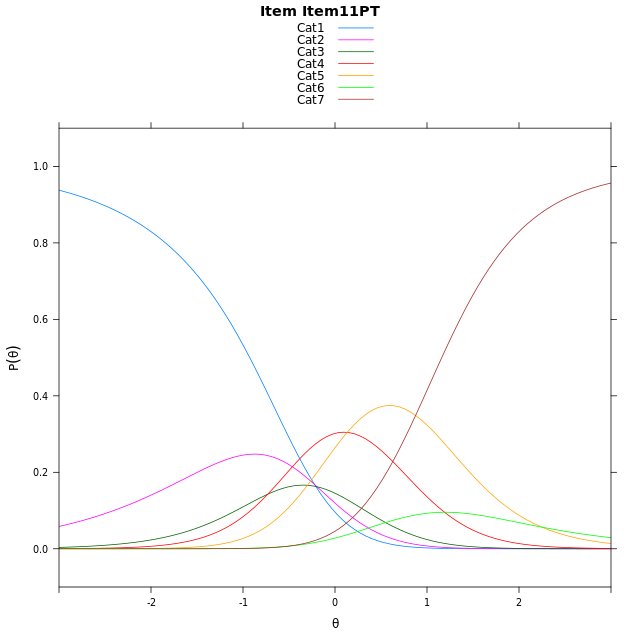 Item Item11PT
Cat1
Cat2
Cat3
Cat4
Cat5
Cat6
Cat7
1.0
0.8
0.6
0.4
0.2
0.0
P(θ)
-2 -1 0 1 2
θ